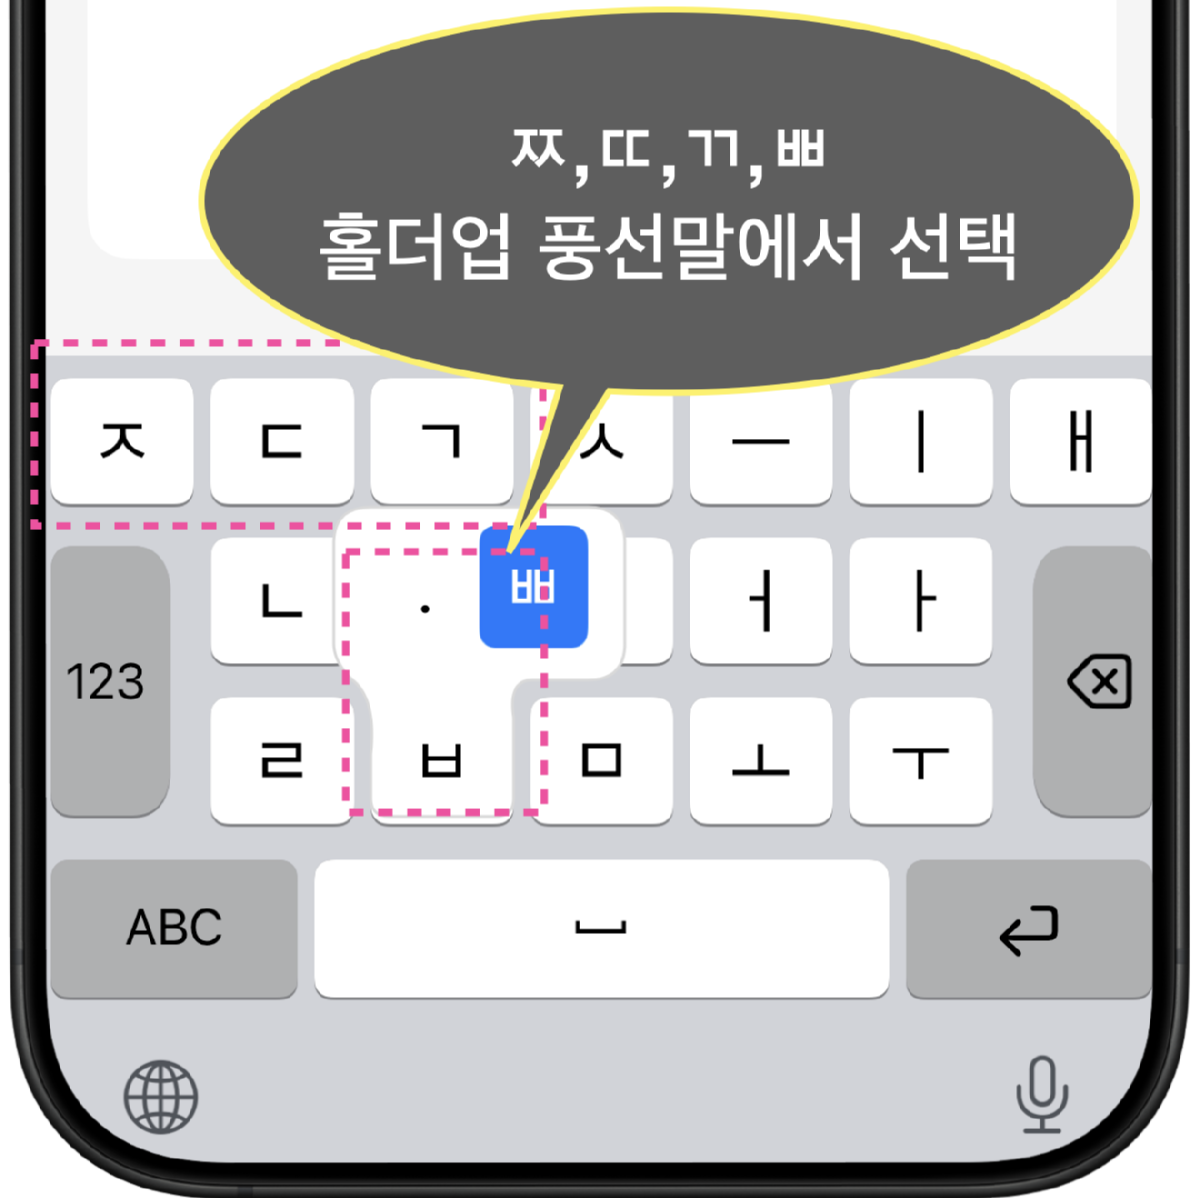 ㅉ,ㄸ,ㄲ,ㅃ
홀더업 풍선말에서 선택
ㅈ ㄷ ㄱ ㅅ ㅡ ㅣ ㅐ
ㄴ · ㅃ ㅓ ㅏ
123
ㄹ ㅂ ㅁ ㅗ ㅜ
ABC